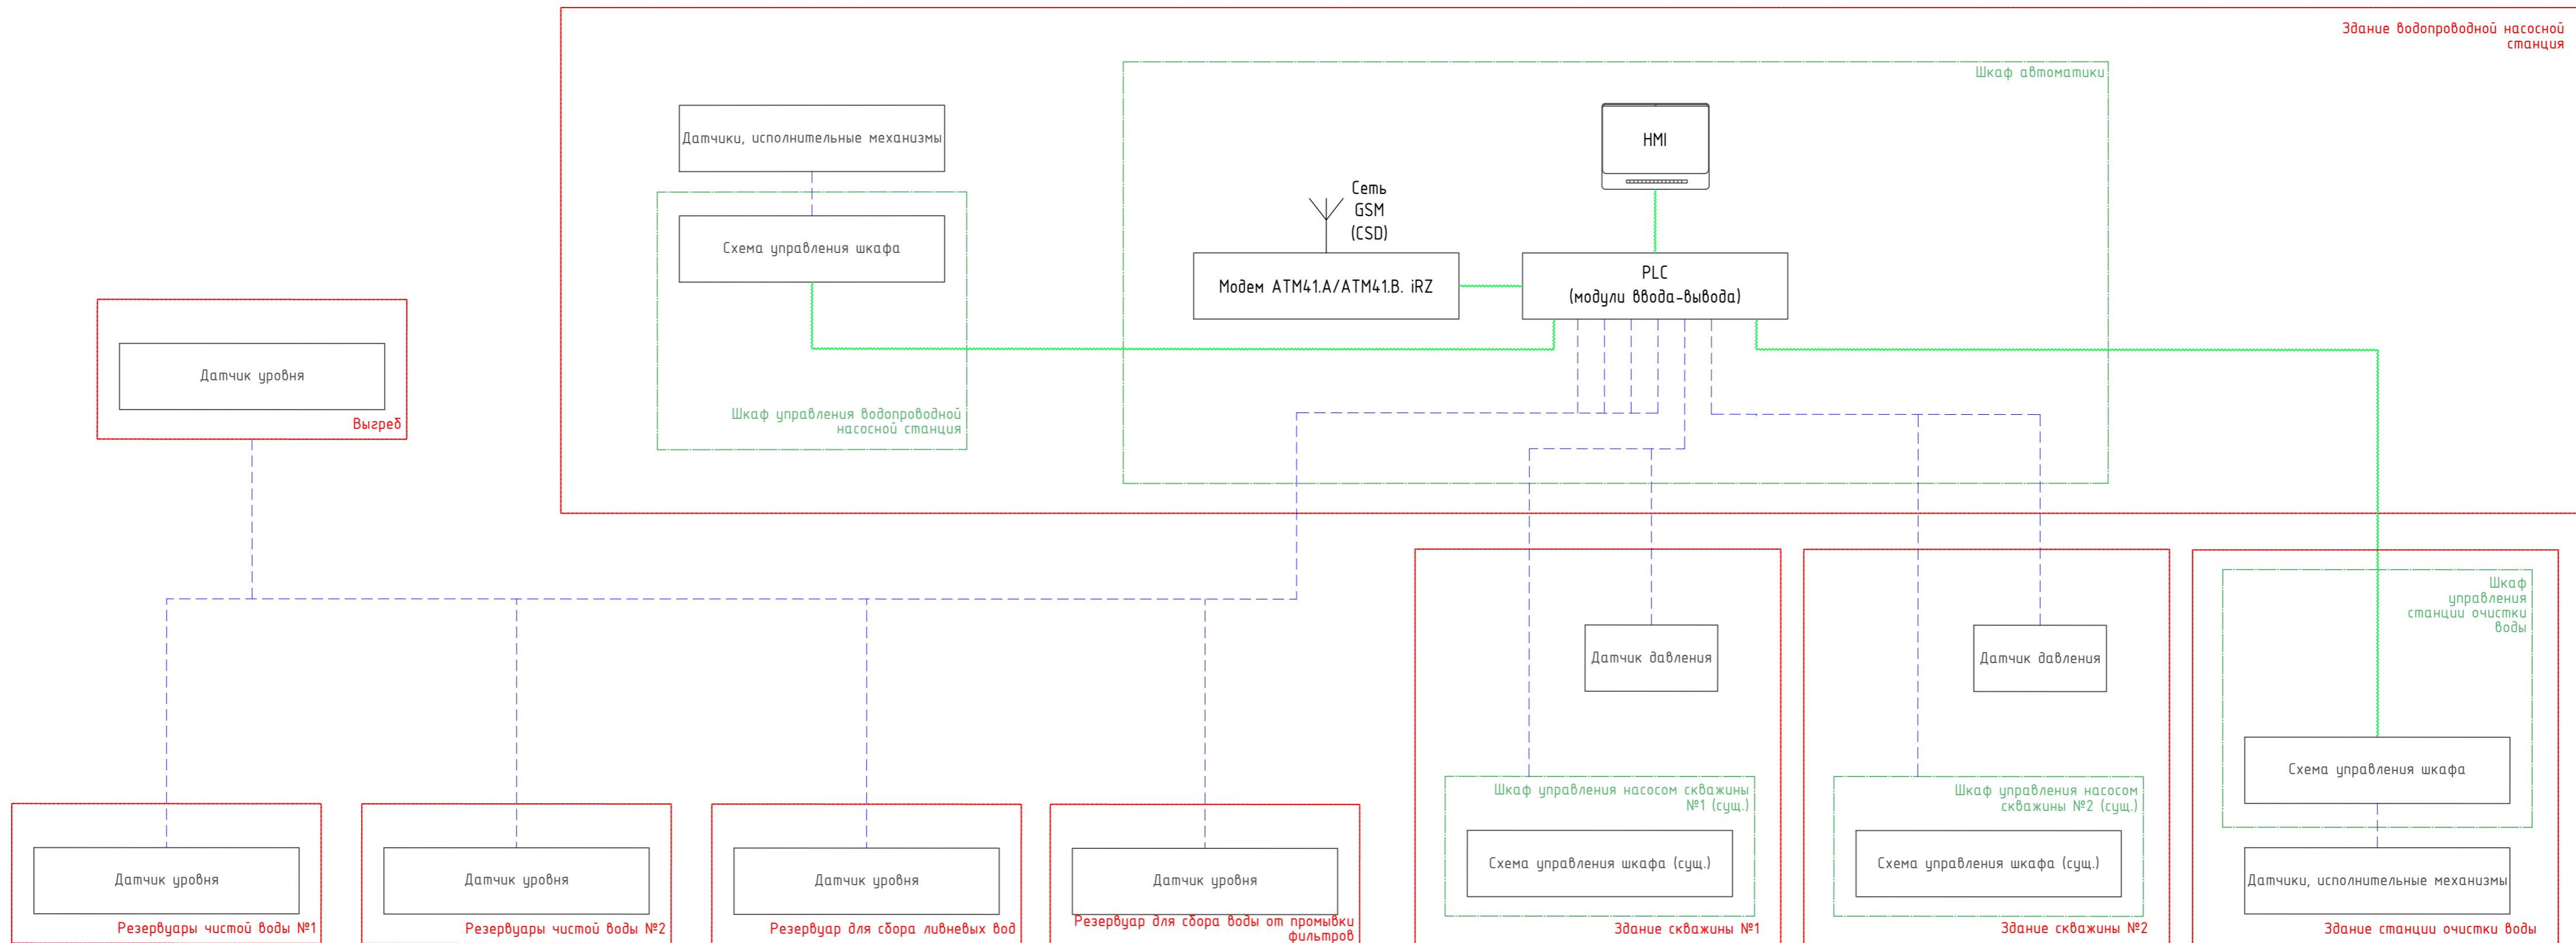 Здание водопроводной насосной
станция
Шкаф автоматики
Датчики, исполнительные механизмы
HMI
Сеть
GSM
(CSD)
Схема управления шкафа
Модем ATM41.A/ATM41.B. iRZ
PLC
(модули ввода-вывода)
Датчик уровня
Выгреб
Шкаф управления водопроводной
насосной станция
Шкаф
управления
станции очистки
воды
Датчик давления
Датчик давления
Схема управления шкафа
Шкаф управления насосом скважины
№1 (сущ.)
Шкаф управления насосом
скважины №2 (сущ.)
Схема управления шкафа (сущ.)
Схема управления шкафа (сущ.)
Датчик уровня
Датчик уровня
Датчик уровня
Датчик уровня
Датчики, исполнительные механизмы
Резервуары чистой воды №1
Резервуары чистой воды №2
Резервуар для сбора ливневых вод
Резервуар для сбора воды от промывки
фильтров
Здание скважины №1
Здание скважины №2
Здание станции очистки воды